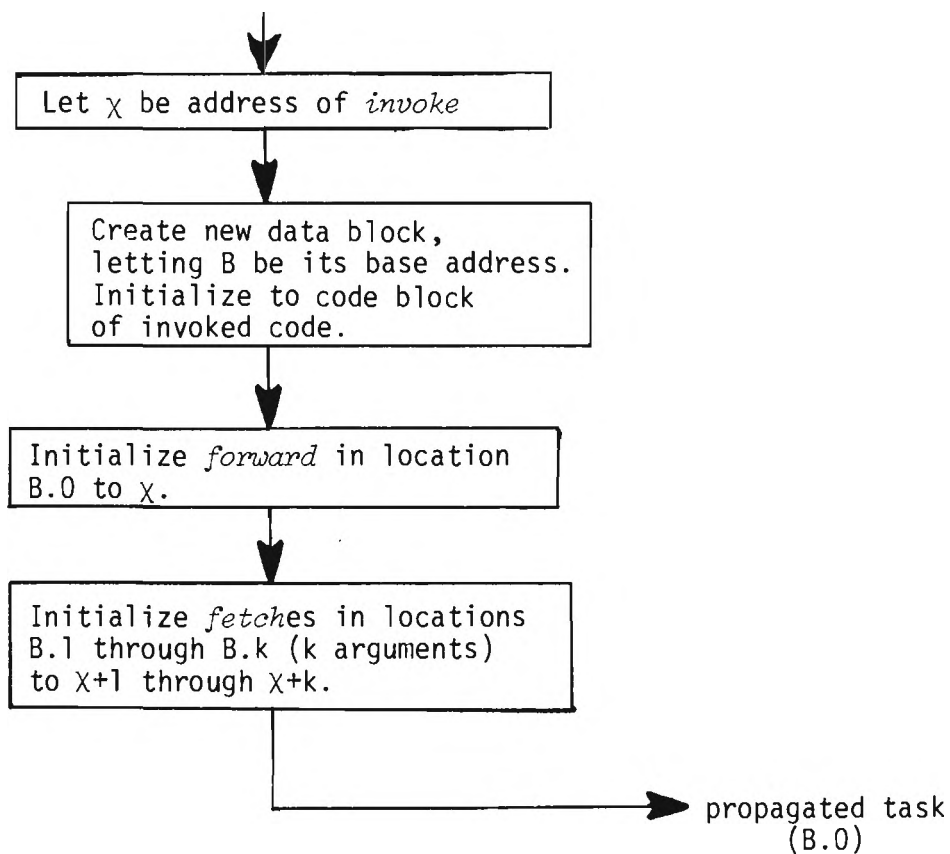 Let χ be address of invoke
Create new data block,
letting B be its base address.
Initialize to code block
of invoked code.
Initialize forward in location
B.0 to χ.
Initialize fetches in locations
B.1 through B.k (k arguments)
to χ+1 through χ+k.
propagated task
(B.0)